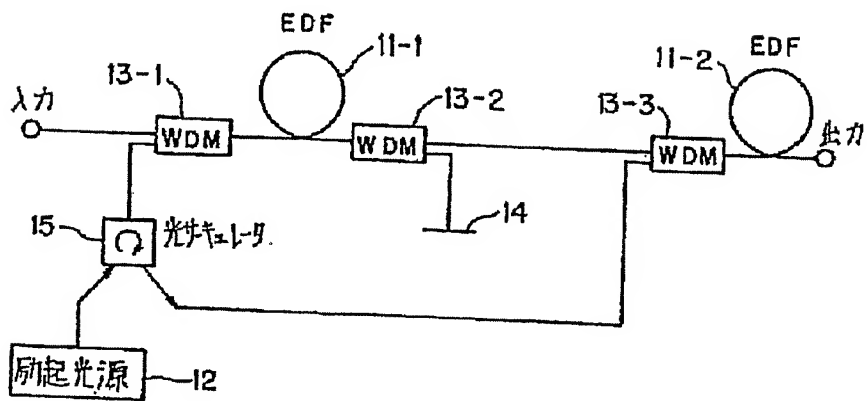 EDF
11-1
EDF
11-2
13-1
13-2
13-3
入力
WDM
WDM
WDM
出力
14
15
光サーキュレータ.
励起光源
12